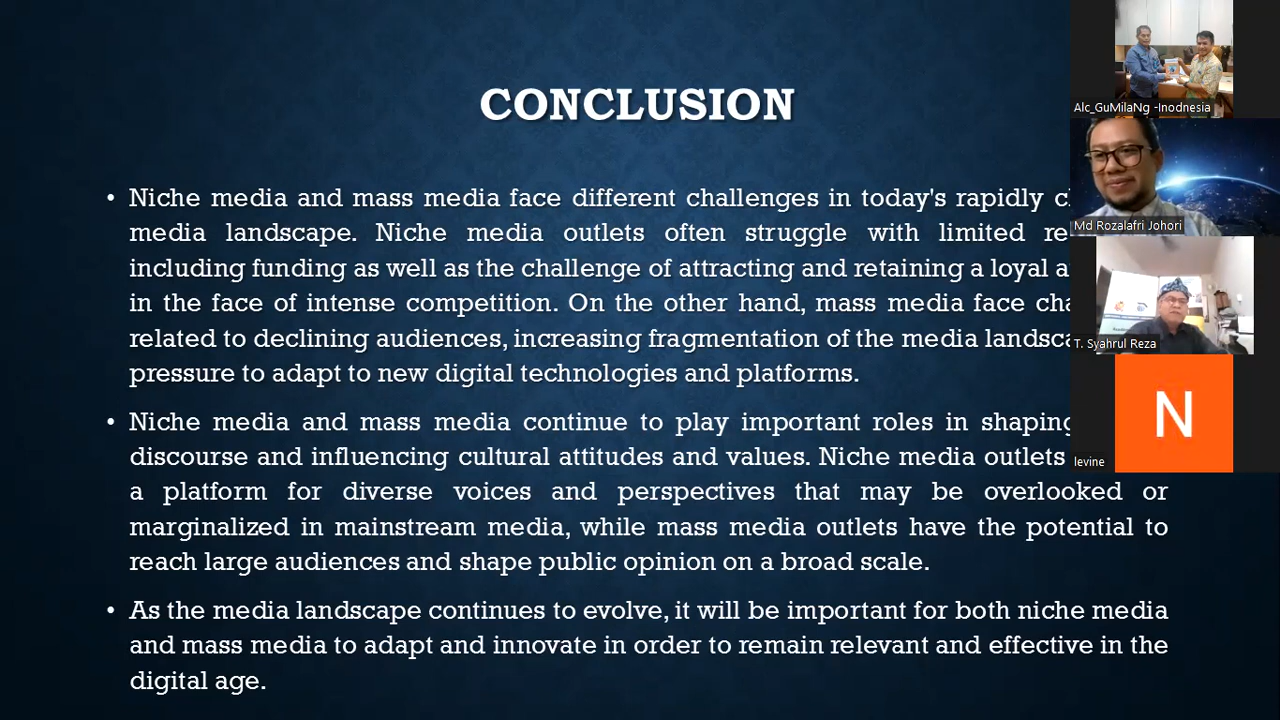 CONCLUSION
• Niche media and mass media face different challenges in today's rapidly
media landscape. Niche media outlets often struggle with limited
including funding as well as the challenge of attracting and retaining a loyal
in the face of intense competition. On the other hand, mass media face
related to declining audiences, increasing fragmentation of the media
pressure to adapt to new digital technologies and platforms.
• Niche media and mass media continue to play important roles in shaping
discourse and influencing cultural attitudes and values. Niche media outlets
a platform for diverse voices and perspectives that may be overlooked or
marginalized in mainstream media, while mass media outlets have the potential to
reach large audiences and shape public opinion on a broad scale.
• As the media landscape continues to evolve, it will be important for both niche media
and mass media to adapt and innovate in order to remain relevant and effective in the
digital age.
Alc_GuMilaNg -Inodnesia
Md Rozalafri Johori
T. Syahrul Reza
N
levine